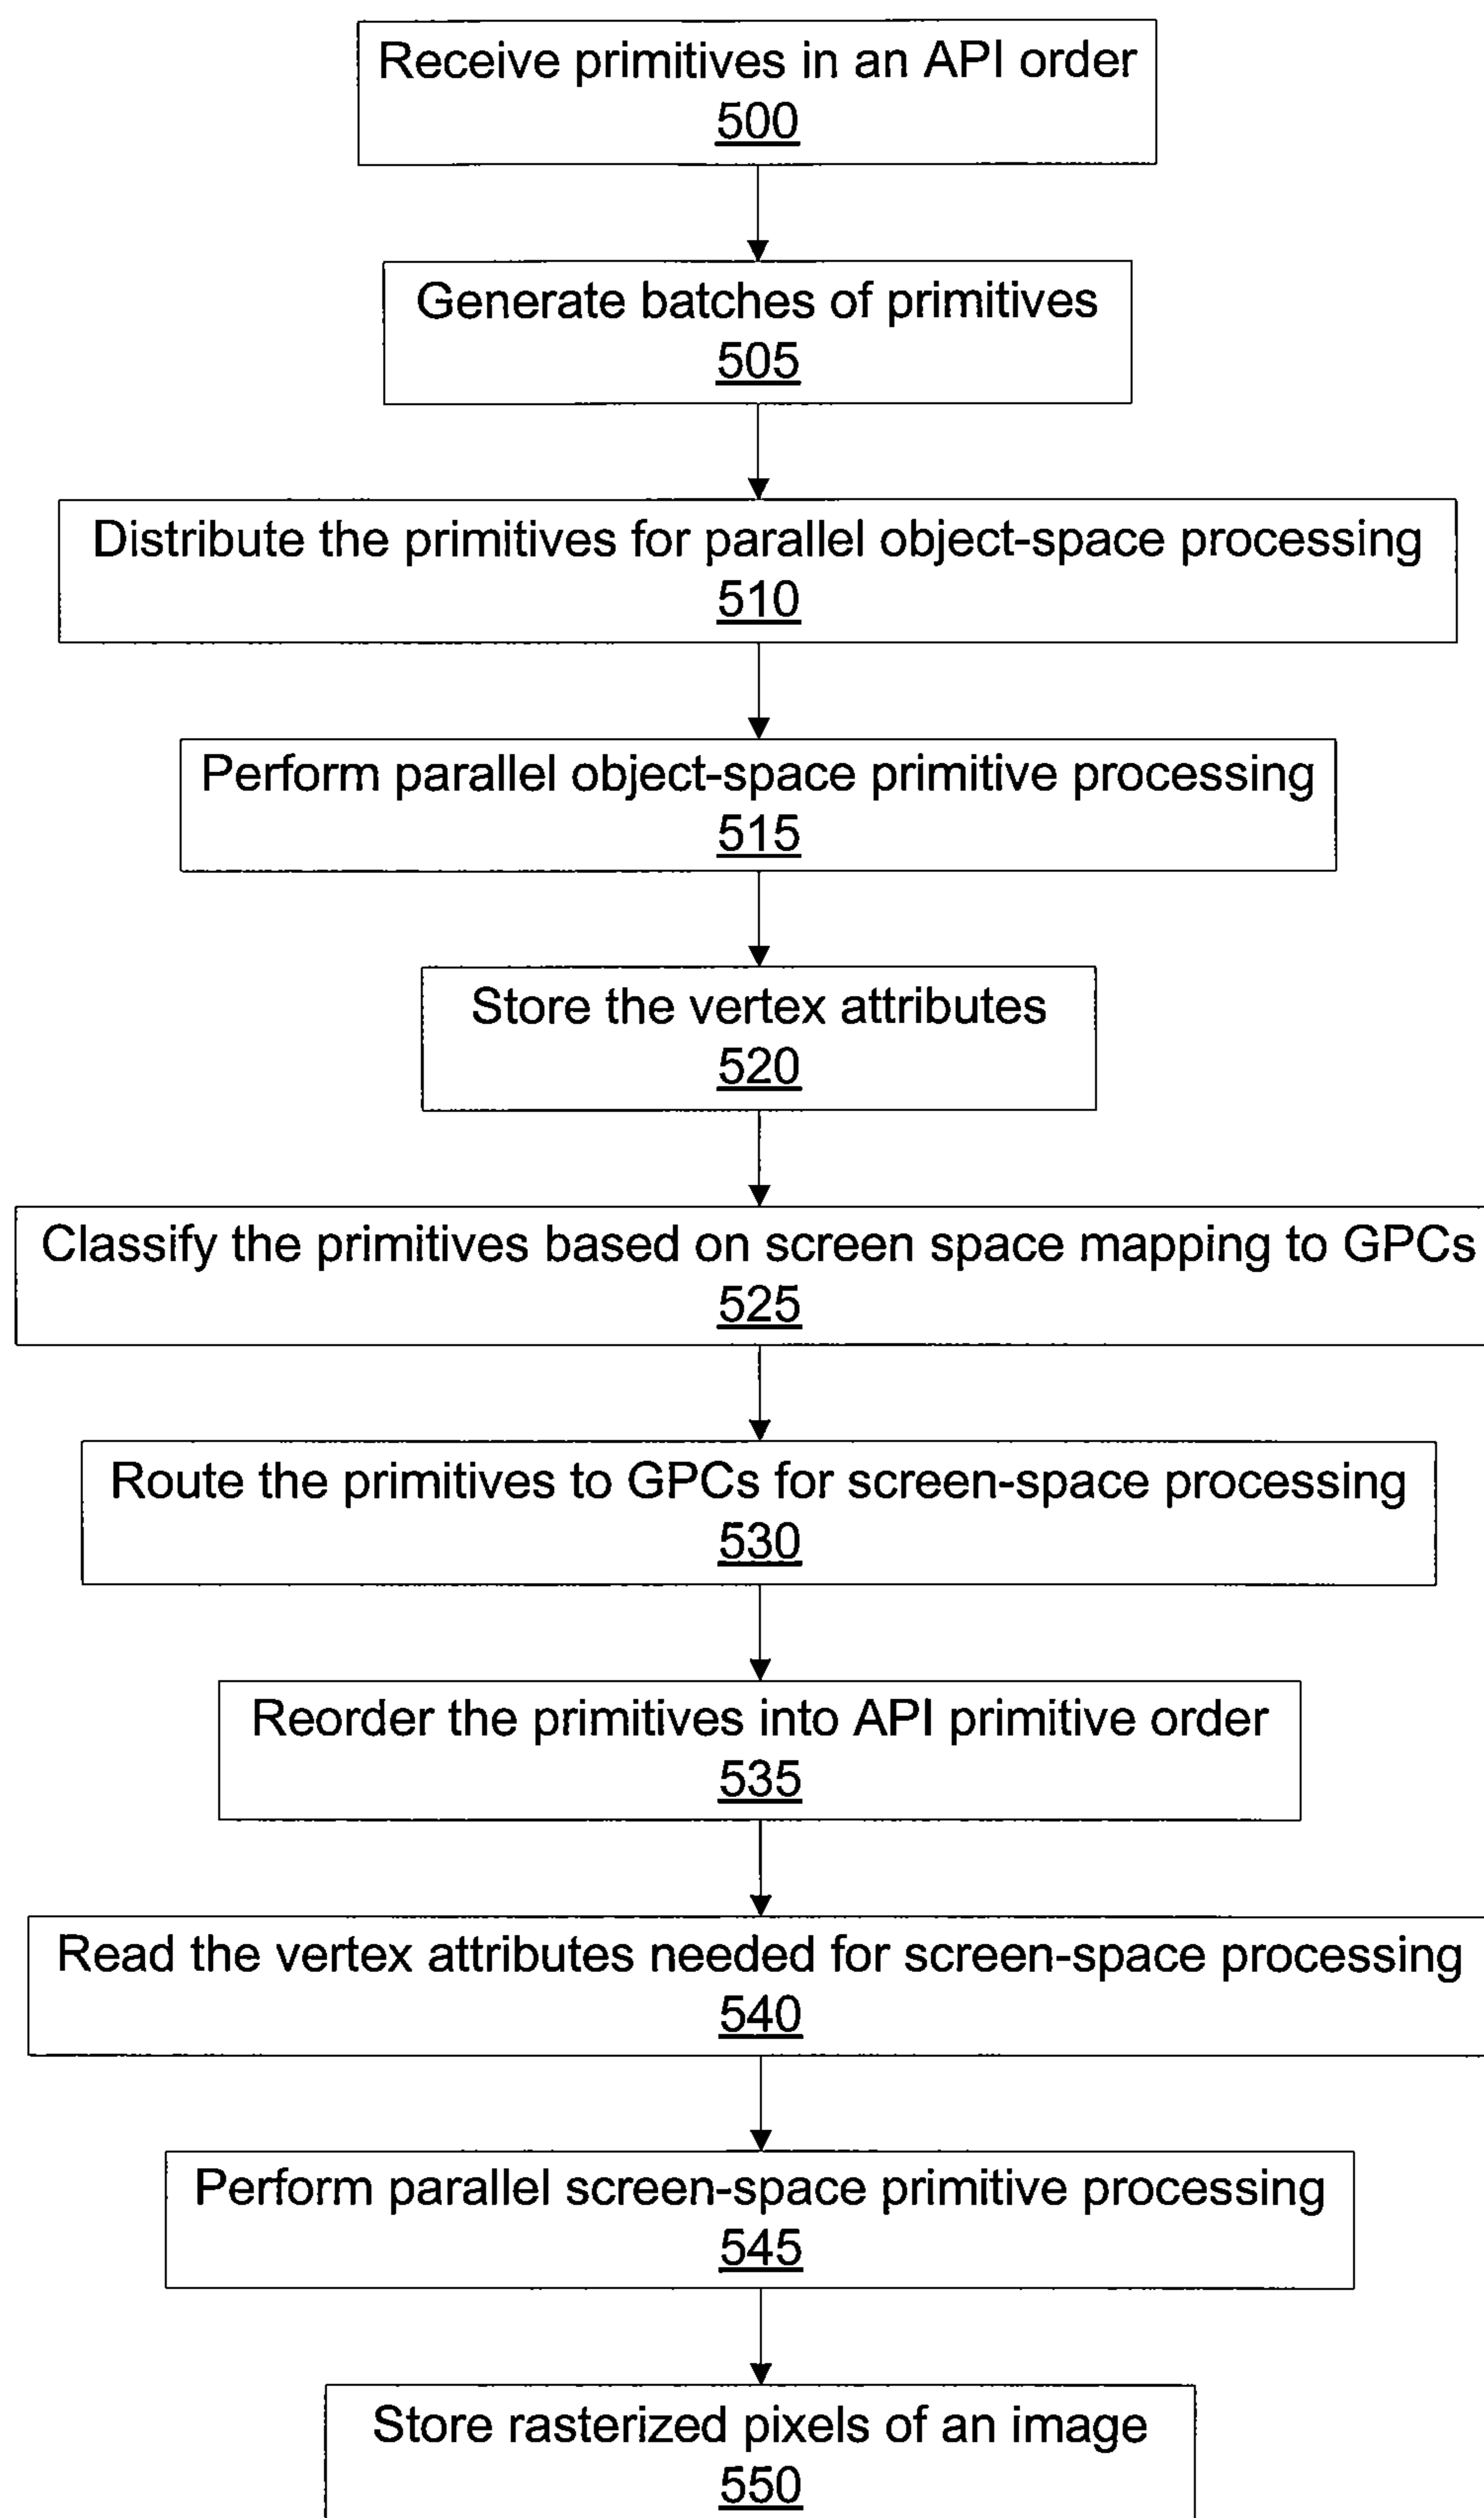 Receive primitives in an API order
500
Generate batches of primitives
505
Distribute the primitives for parallel object-space processing
510
Perform parallel object-space primitive processing
515
Store the vertex attributes
520
Classify the primitives based on screen space mapping to GPCs
525
Route the primitives to GPCs for screen-space processing
530
Reorder the primitives into API primitive order
535
Read the vertex attributes needed for screen-space processing
540
Perform parallel screen-space primitive processing
545
Store rasterized pixels of an image
550